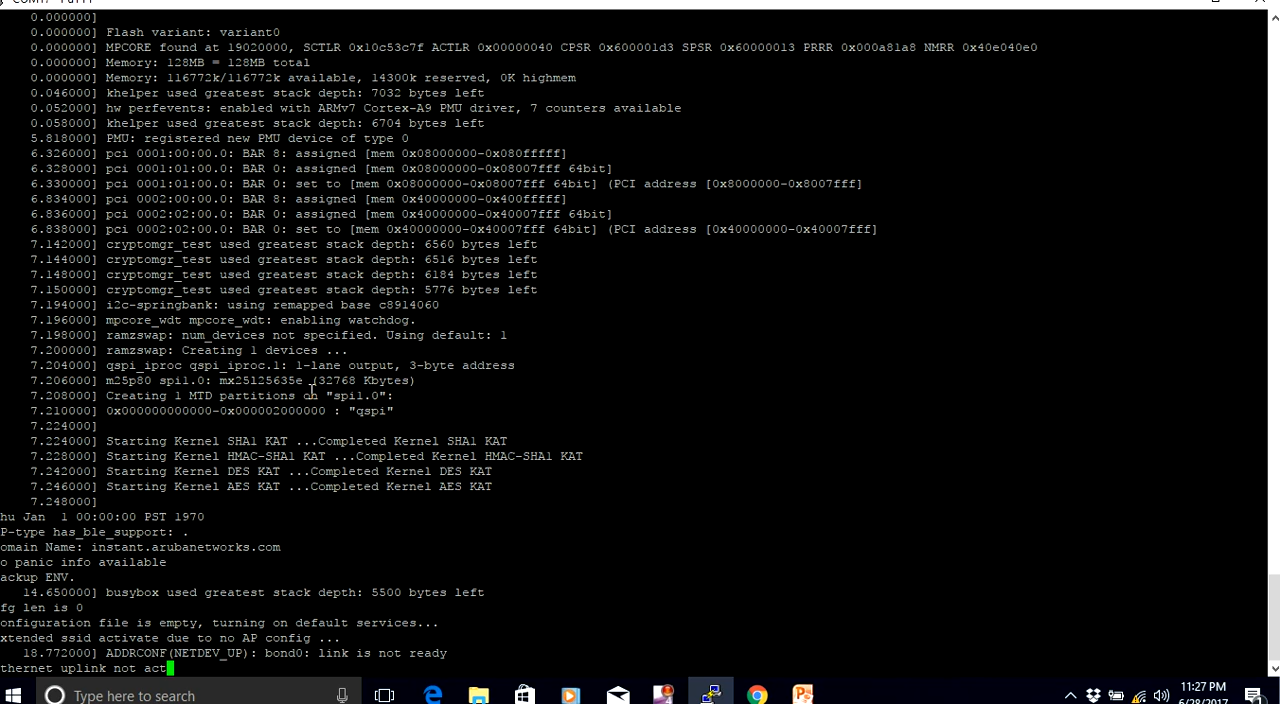 0.000000]
0.000000] Flash variant: variant0
0.000000] MPCORE found at 19020000, SCTLR 0x10c53c7f ACTLR 0x00000040 CPSR 0x600001d3 SPSR 0x60000013 PRRR 0x000a81a8 NMRR 0x40e040e0
0.000000] Memory: 128MB = 128MB total
0.000000] Memory: 116772k/116772k available, 14300k reserved, 0K highmem
0.046000] khelper used greatest stack depth: 7032 bytes left
0.052000] hw perfevents: enabled with ARMv7 Cortex-A9 PMU driver, 7 counters available
0.058000] khelper used greatest stack depth: 6704 bytes left
5.818000] PMU: registered new PMU device of type 0
6.326000] pci 0001:00:00.0: BAR 8: assigned [mem 0x08000000-0x080fffff]
6.328000] pci 0001:01:00.0: BAR 0: assigned [mem 0x08000000-0x08007fff 64bit]
6.330000] pci 0001:01:00.0: BAR 0: set to [mem 0x08000000-0x08007fff 64bit] (PCI address [0x8000000-0x8007fff]
6.834000] pci 0002:00:00.0: BAR 8: assigned [mem 0x40000000-0x400fffff]
6.836000] pci 0002:02:00.0: BAR 0: assigned [mem 0x40000000-0x40007fff 64bit]
6.838000] pci 0002:02:00.0: BAR 0: set to [mem 0x40000000-0x40007fff 64bit] (PCI address [0x40000000-0x40007fff]
7.142000] cryptomgr_test used greatest stack depth: 6560 bytes left
7.144000] cryptomgr_test used greatest stack depth: 6516 bytes left
7.148000] cryptomgr_test used greatest stack depth: 6184 bytes left
7.150000] cryptomgr_test used greatest stack depth: 5776 bytes left
7.194000] i2c-springbank: using remapped base c8914060
7.196000] mpcore_wdt mpcore_wdt: enabling watchdog.
7.198000] ramzswap: num_devices not specified. Using default: 1
7.200000] ramzswap: Creating 1 devices ...
7.204000] qspi_iproc qspi_iproc.1: 1-lane output, 3-byte address
7.206000] m25p80 spi1.0: mx25l25635e (32768 Kbytes)
7.208000] Creating 1 MTD partitions on "spi1.0":
7.210000] 0x000000000000-0x000002000000 : "qspi"
7.224000]
7.224000] Starting Kernel SHA1 KAT ...Completed Kernel SHA1 KAT
7.228000] Starting Kernel HMAC-SHA1 KAT ...Completed Kernel HMAC-SHA1 KAT
7.242000] Starting Kernel DES KAT ...Completed Kernel DES KAT
7.246000] Starting Kernel AES KAT ...Completed Kernel AES KAT
7.248000]
hu Jan  1 00:00:00 PST 1970
P-type has_ble_support: .
omain Name: instant.arubanetworks.com
o panic info available
ackup ENV.
14.650000] busybox used greatest stack depth: 5500 bytes left
fg len is 0
onfiguration file is empty, turning on default services...
xtended ssid activate due to no AP config ...
18.772000] ADDRCONF(NETDEV_UP): bond0: link is not ready
thernet uplink not act
Type here to search
11:27 PM
6/28/2017